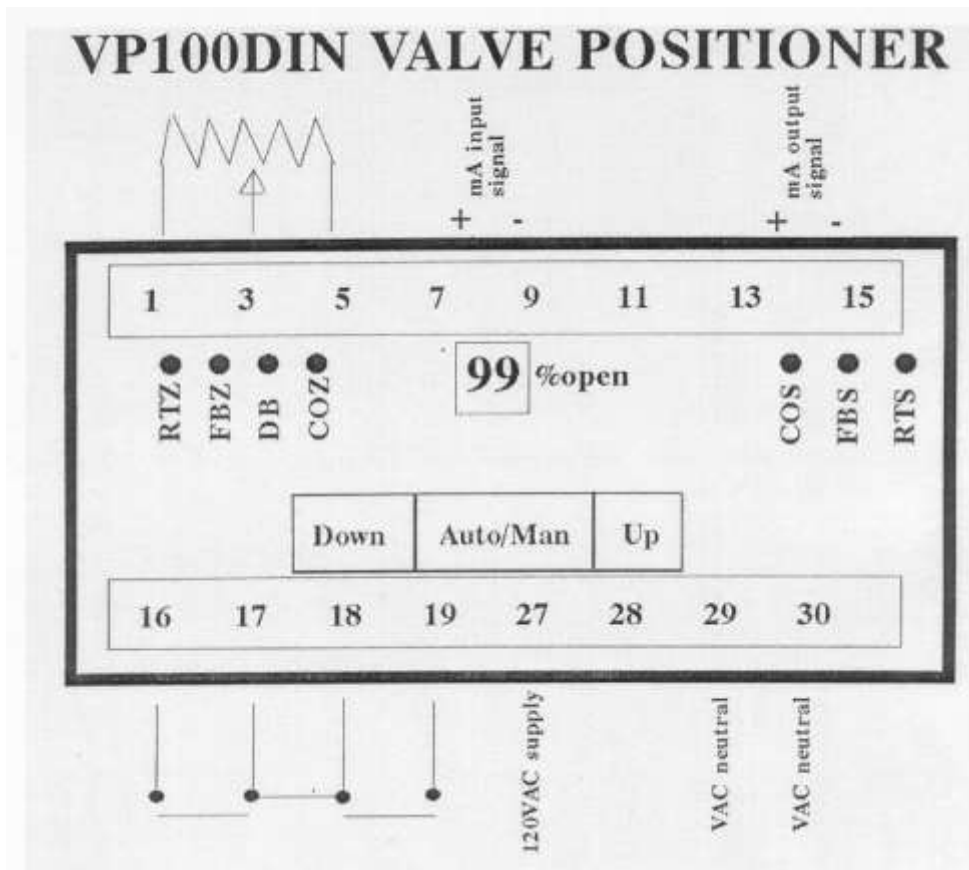 VP100DIN VALVE POSITIONER
mA input
signal
mA output
signal
+ -
+ -
1 3 5 7 9 11 13 15
RTZ FBZ DB COZ
99 %open
COS FBS RTS
Down Auto/Man Up
16 17 18 19 27 28 29 30
120VAC supply
VAC neutral
VAC neutral